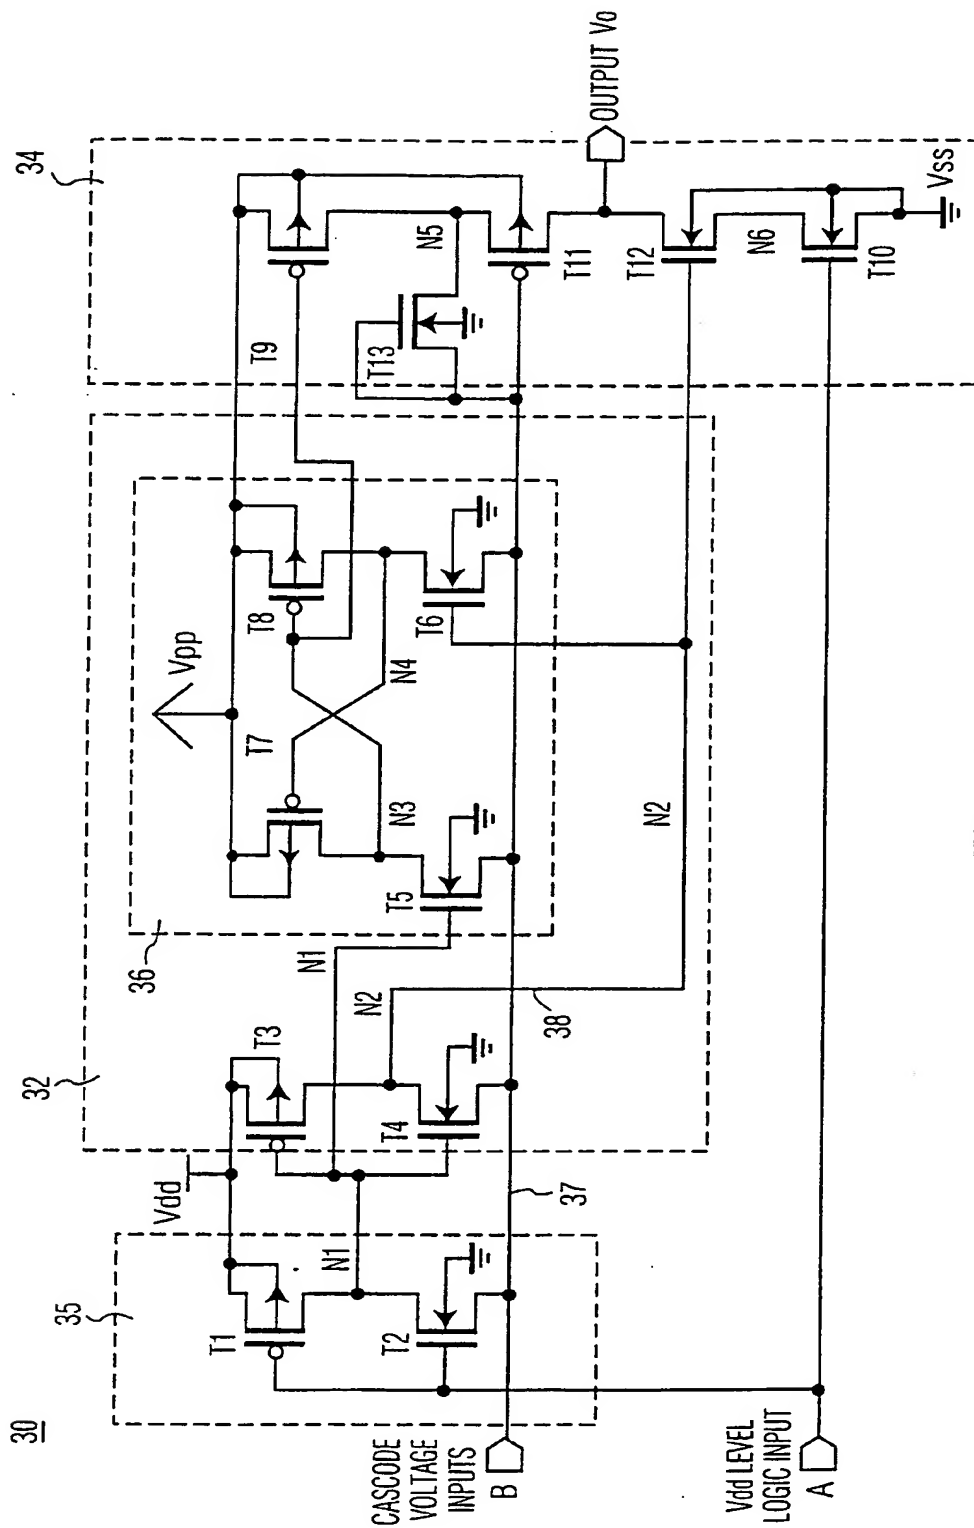 30
35
32
34
36
37
38
Vdd
Vpp
T1
T2
T3
T4
T5
T6
T7
T8
T9
T10
T11
T12
T13
N1
N1
N2
N2
N3
N4
N5
N6
CASCODE
VOLTAGE
INPUTS
B
Vdd LEVEL
LOGIC INPUT
A
OUTPUT Vo
Vss